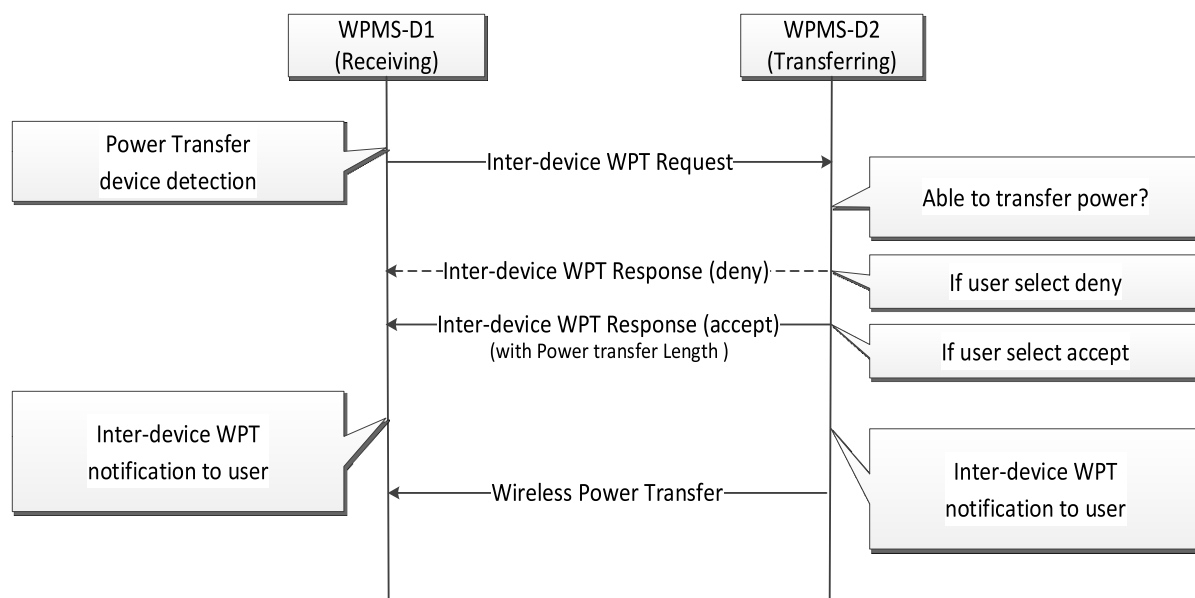 WPMS-D1
(Receiving)
WPMS-D2
(Transferring)
Power Transfer
device detection
Inter-device WPT Request
Able to transfer power?
Inter-device WPT Response (deny)
If user select deny
Inter-device WPT Response (accept)
(with Power transfer Length )
If user select accept
Inter-device WPT
notification to user
Inter-device WPT
notification to user
Wireless Power Transfer